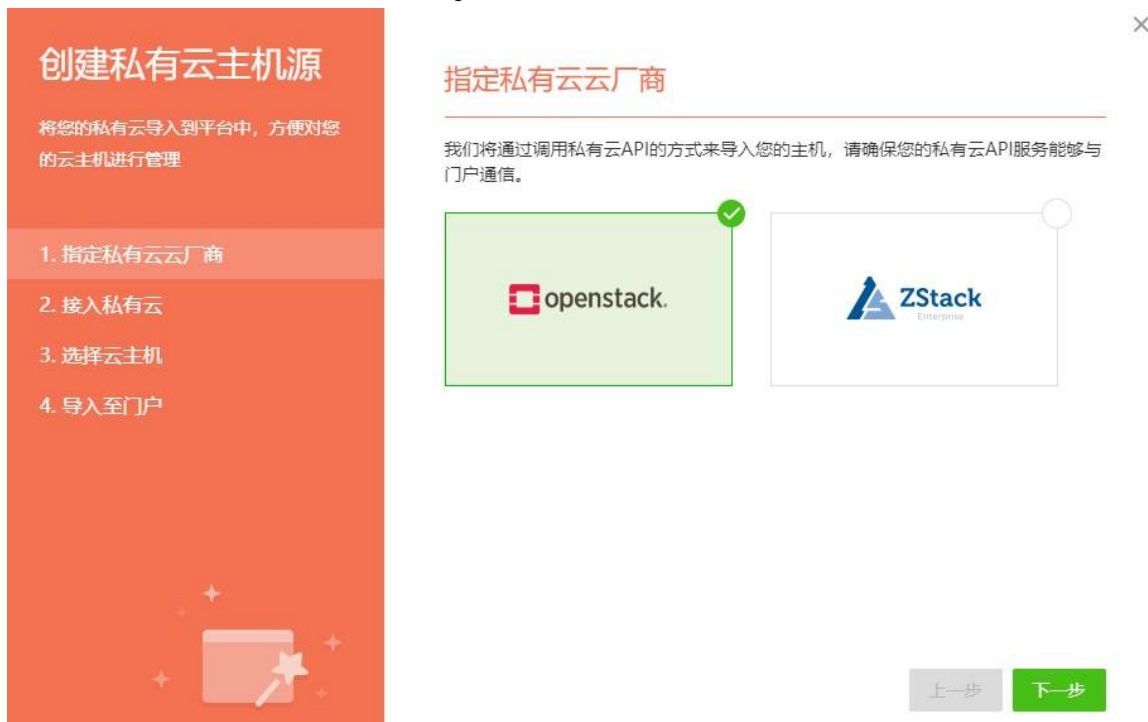 创建私有云主机源
将您的私有云导入到平台中，方便对您
的云主机进行管理
1. 指定私有云云厂商
2. 接入私有云
3. 选择云主机
4. 导入至门户
指定私有云云厂商
我们将通过调用私有云API的方式来导入您的主机，请确保您的私有云API服务能够与
门户通信。
openstack.
ZStack
Enterprise
上一步
下一步